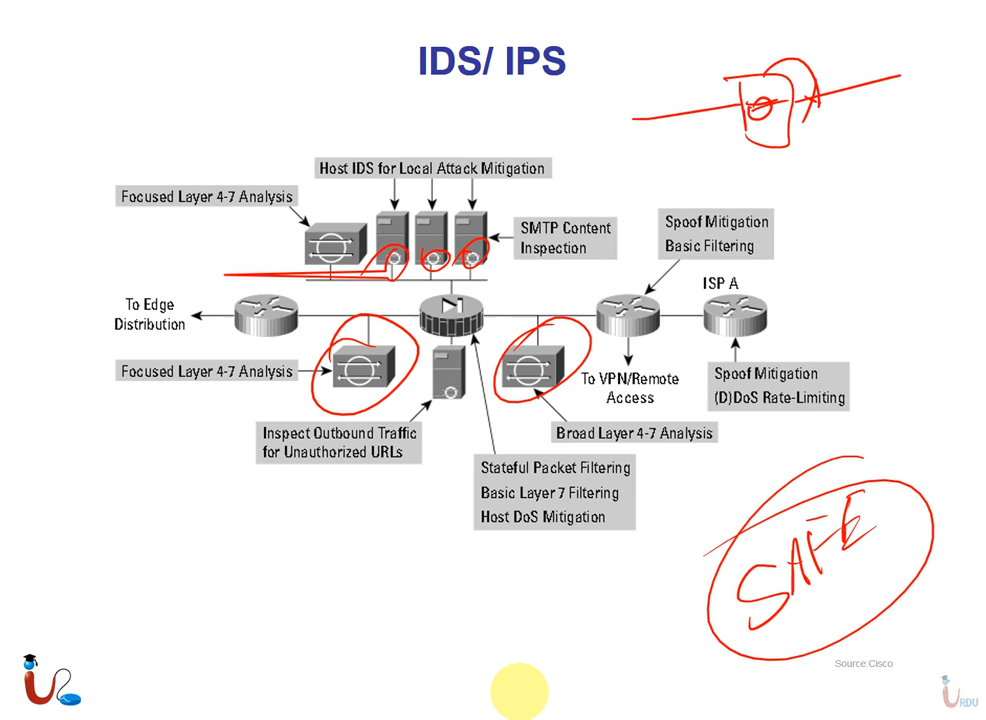 IDS/ IPS
Host IDS for Local Attack Mitigation
Focused Layer 4-7 Analysis
SMTP Content
Inspection
Spoof Mitigation
Basic Filtering
ISP A
To Edge
Distribution
Focused Layer 4-7 Analysis
To VPN/Remote
Access
Spoof Mitigation
(D)DoS Rate-Limiting
Inspect Outbound Traffic
for Unauthorized URLs
Broad Layer 4-7 Analysis
Stateful Packet Filtering
Basic Layer 7 Filtering
Host DoS Mitigation
SAFE
Source:Cisco
URDU